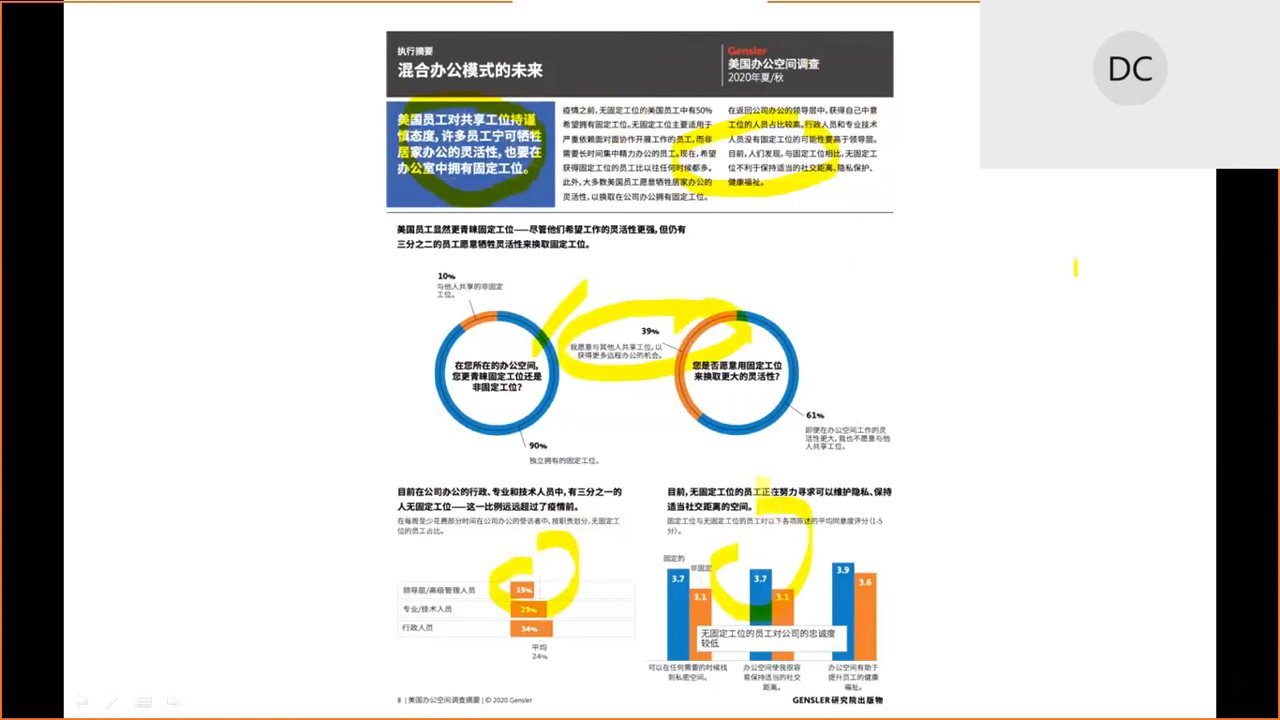 DC
执行摘要
混合办公模式的未来
Gensler
美国办公空间调查
2020年夏/秋
美国员工对共享工位持谨
慎态度，许多员工宁可牺牲
居家办公的灵活性，也要在
办公室中拥有固定工位。
疫情之前，无固定工位的美国员工中有50%
希望拥有固定工位。无固定工位主要适用于
严重依赖面对面协作开展工作的员工，而非
需要长时间集中精力办公的员工。现在，希望
获得固定工位的员工比以往任何时候都多。
此外，大多数美国员工愿意牺牲居家办公的
灵活性，以换取在公司办公拥有固定工位。
在返回公司办公的领导层中，获得自己中意
工位的人员占比较高。行政人员和专业技术
人员没有固定工位的可能性要高于领导层。
目前，人们发现，与固定工位相比，无固定工
位不利于保持适当的社交距离、隐私保护、
健康福祉。
美国员工显然更青睐固定工位——尽管他们希望工作的灵活性更强，但仍有
三分之二的员工愿意牺牲灵活性来换取固定工位。
10%
与他人共享的非固定
工位。
在您所在的办公空间，
您更青睐固定工位还是
非固定工位？
90%
独立拥有的固定工位。
39%
我愿意与其他人共享工位，以
获得更多远程办公的机会。
您是否愿意用固定工位
来换取更大的灵活性？
61%
即便在办公空间工作的灵
活性更大，我也不愿意与他
人共享工位。
目前在公司办公的行政、专业和技术人员中，有三分之一的
人无固定工位——这一比例远远超过了疫情前。
在每周至少花费部分时间在公司办公的受访者中，按职责划分，无固定工
位的员工占比。
领导层/高级管理人员
19%
专业/技术人员
29%
行政人员
34%
平均
24%
目前，无固定工位的员工正在努力寻求可以维护隐私、保持
适当社交距离的空间。
固定工位与无固定工位的员工对以下各项陈述的平均同意度评分（1-5
分）。
固定的
非固定
3.7
3.1
3.7
3.1
3.9
3.6
无固定工位的员工对公司的忠诚度
较低
可以在任何需要的时候找
到私密空间。
办公空间使我很容
易保持适当的社交
距离。
办公空间有助于
提升员工的健康
福祉。
8 | 美国办公空间调查摘要 | © 2020 Gensler
GENSLER研究院出版物